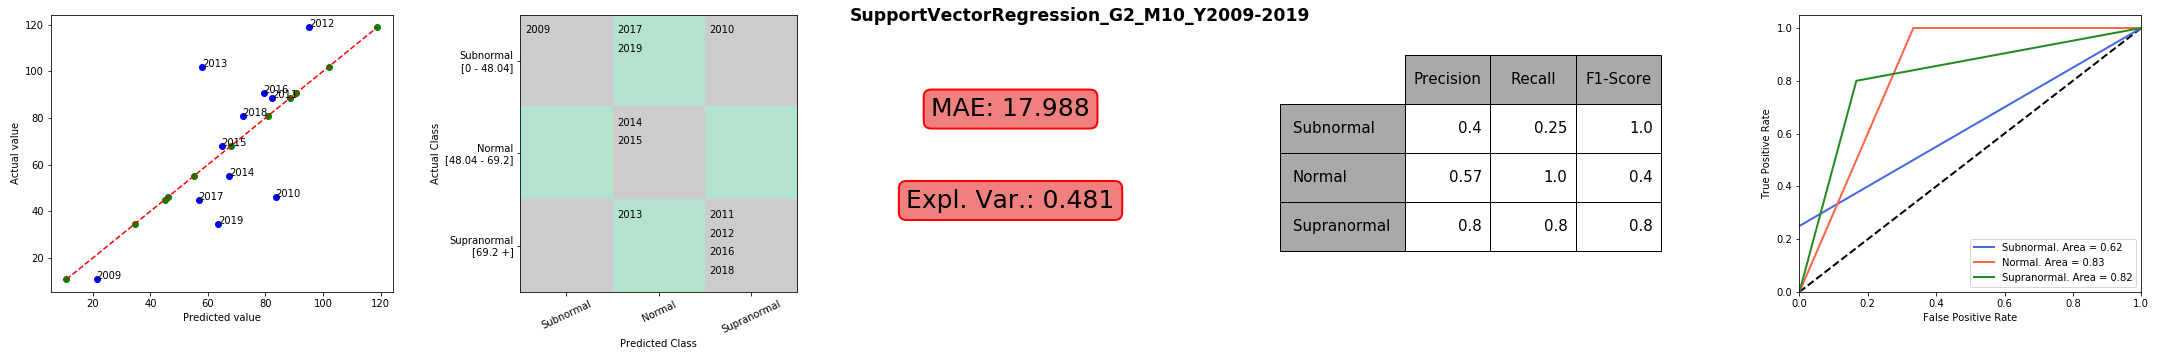 SupportVectorRegression_G2_M10_Y2009-2019
120
100
80
60
40
20
Actual value
2012
2013
2016
2011
2018
2015
2014
2017
2010
2019
2009
20 40 60 80 100 120
Predicted value
Actual Class
Subnormal
[0 - 48.04]
Normal
[48.04 - 69.2]
Supranormal
[69.2 +]
2009
2017
2019
2010
2014
2015
2013
2011
2012
2016
2018
Subnormal Normal Supranormal
Predicted Class
MAE: 17.988
Expl. Var.: 0.481
Precision Recall F1-Score
Subnormal 0.4 0.25 1.0
Normal 0.57 1.0 0.4
Supranormal 0.8 0.8 0.8
True Positive Rate
1.0
0.8
0.6
0.4
0.2
0.0
Subnormal. Area = 0.62
Normal. Area = 0.83
Supranormal. Area = 0.82
0.0 0.2 0.4 0.6 0.8 1.0
False Positive Rate